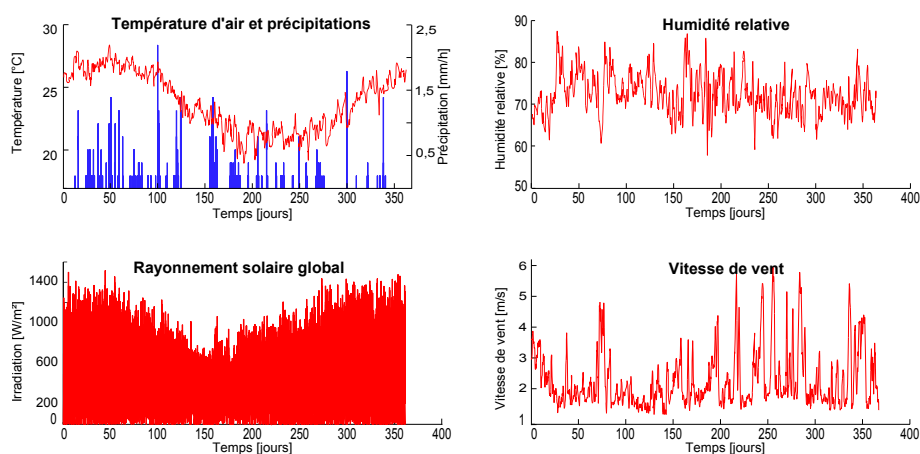 Température d'air et précipitations
Température [°C]
30
25
20
2,5
1,5
0,5
Précipitation [mm/h]
0 50 100 150 200 250 300 350
Temps [jours]
Humidité relative
Humidite relative [%]
90
80
70
60
50
0 50 100 150 200 250 300 350 400
Temps [jours]
Rayonnement solaire global
Irradiation [W/m²]
1400
1000
600
200
0
0 50 100 150 200 250 300 350 400
Temps [jours]
Vitesse de vent
Vitesse de vent [m/s]
6
5
4
3
2
1
0 50 100 150 200 250 300 350 400
Temps [jours]